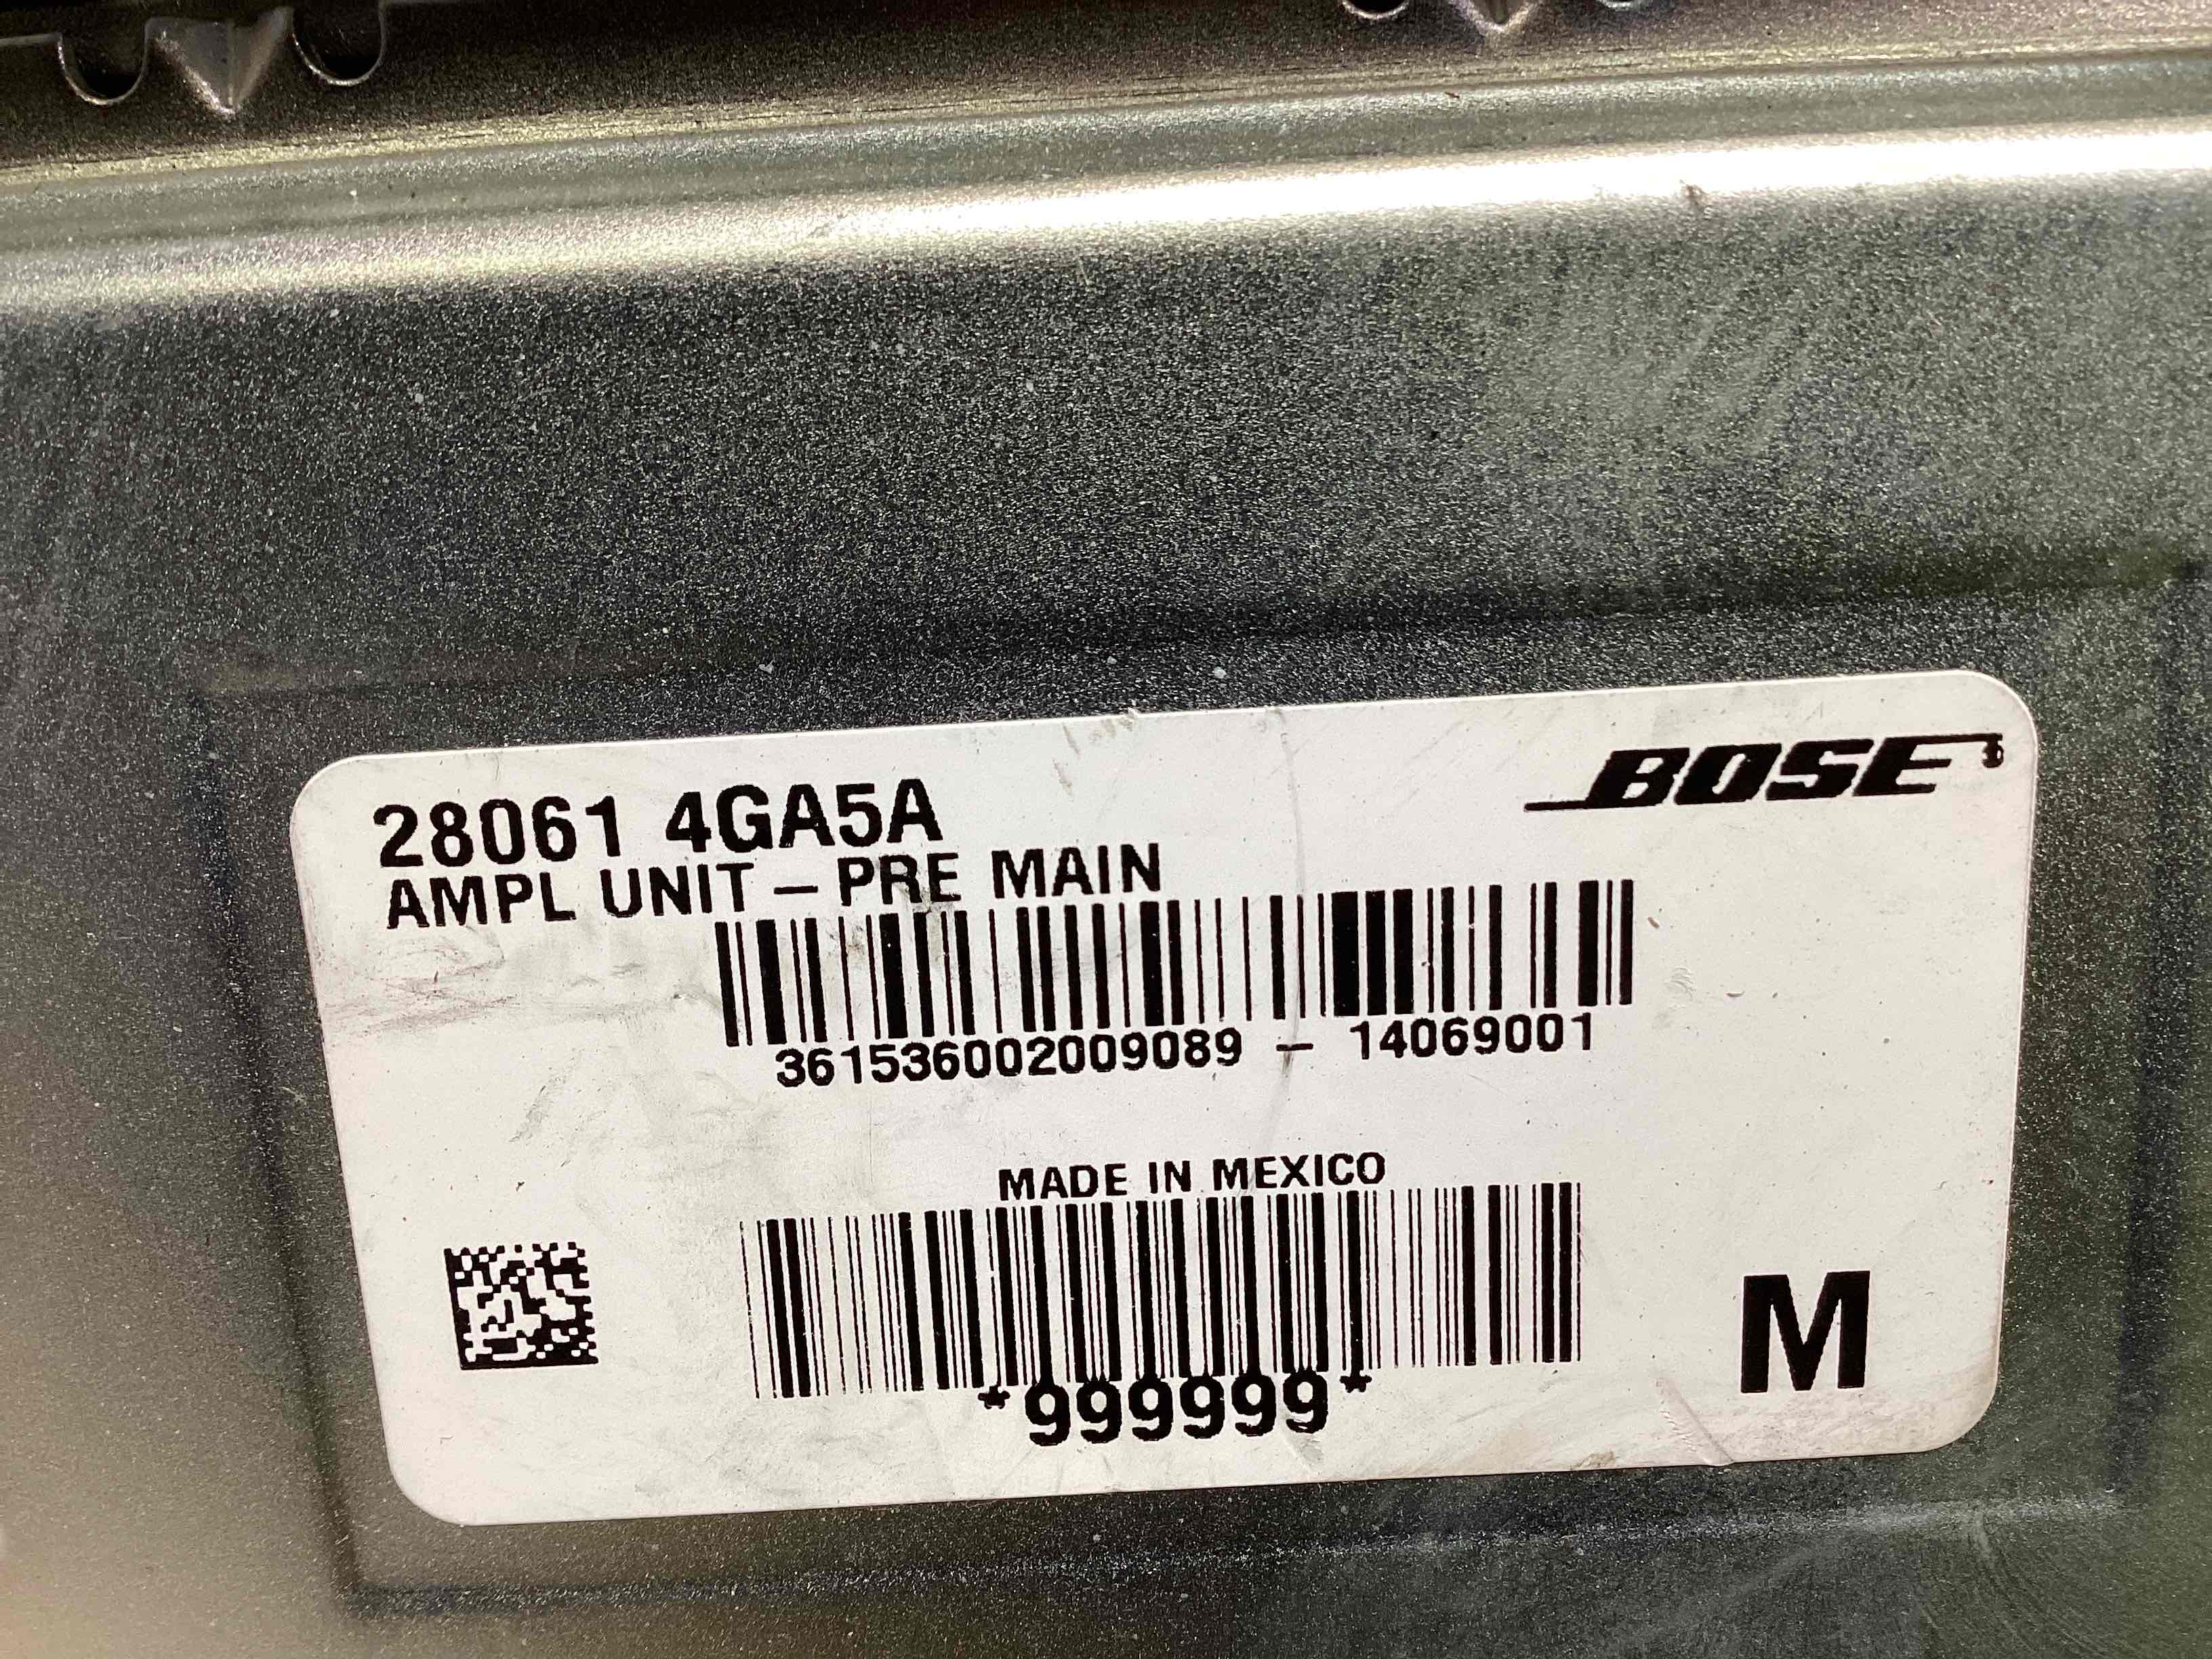 BOSE
28061 4GA5A
AMPL UNIT – PRE MAIN
361536002009089 – 14069001
MADE IN MEXICO
M
*999999*